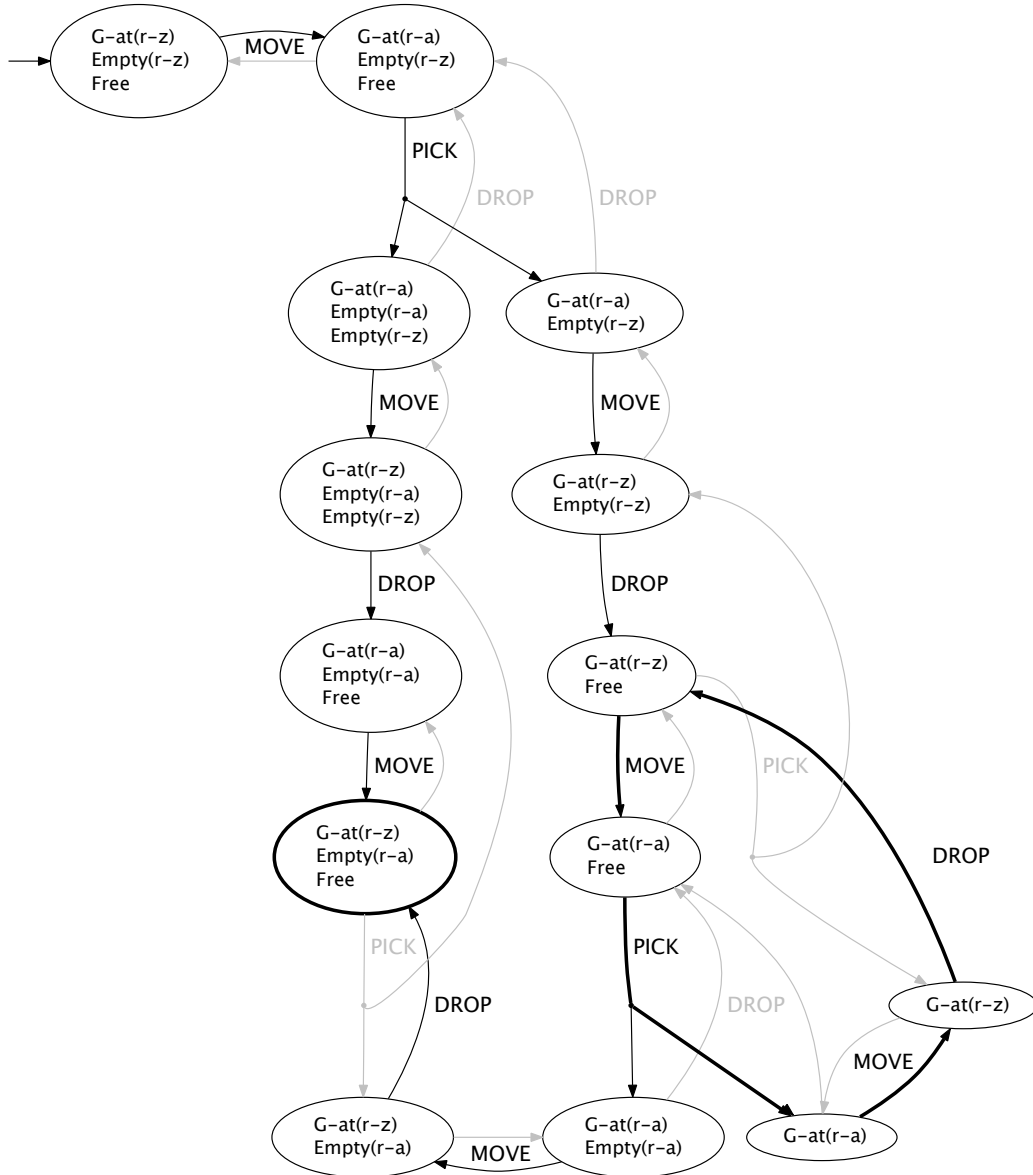 G-at(r-z)
Empty(r-z)
Free
MOVE
G-at(r-a)
Empty(r-z)
Free
PICK
DROP
DROP
G-at(r-a)
Empty(r-a)
Empty(r-z)
G-at(r-a)
Empty(r-z)
MOVE
MOVE
G-at(r-z)
Empty(r-a)
Empty(r-z)
G-at(r-z)
Empty(r-z)
DROP
DROP
G-at(r-a)
Empty(r-a)
Free
G-at(r-z)
Free
MOVE
MOVE
PICK
G-at(r-z)
Empty(r-a)
Free
G-at(r-a)
Free
DROP
PICK
PICK
DROP
DROP
G-at(r-z)
MOVE
G-at(r-z)
Empty(r-a)
MOVE
G-at(r-a)
Empty(r-a)
G-at(r-a)